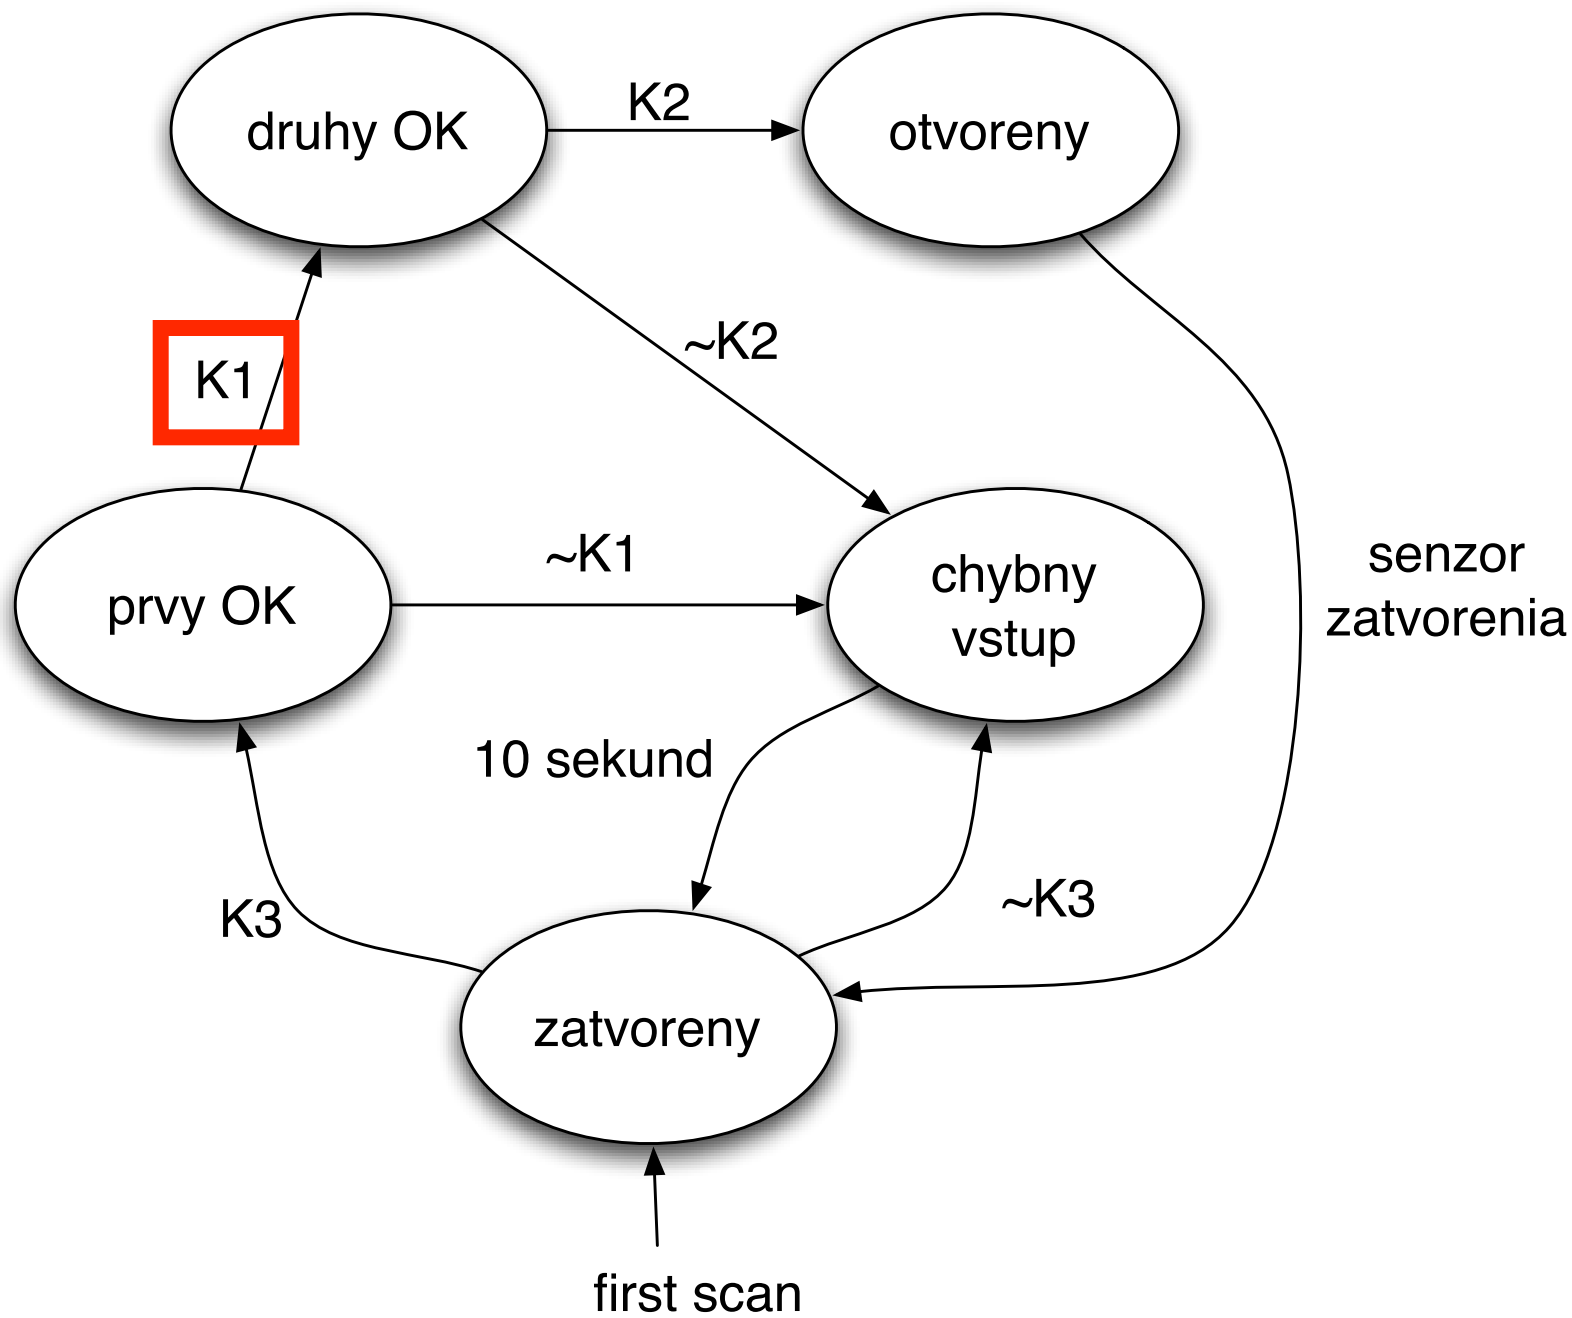 druhy OK
K2
otvoreny
~K2
K1
~K1
prvy OK
chybny
vstup
senzor
zatvorenia
10 sekund
K3
~K3
zatvoreny
first scan